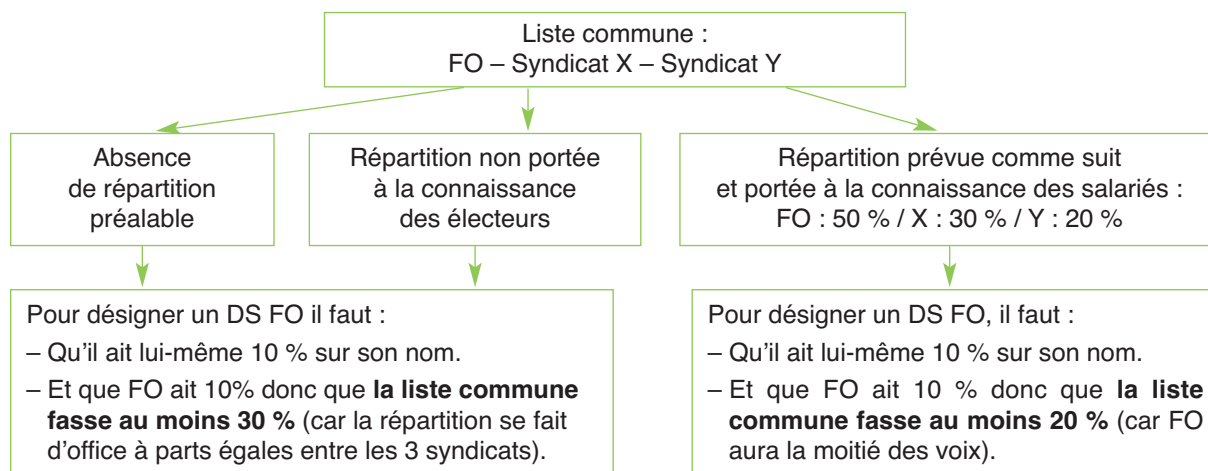 Liste commune :
FO – Syndicat X – Syndicat Y
Absence
de répartition
préalable
Répartition non portée
à la connaissance
des électeurs
Répartition prévue comme suit
et portée à la connaissance des salariés :
FO : 50 % / X : 30 % / Y : 20 %
Pour désigner un DS FO il faut :
– Qu'il ait lui-même 10 % sur son nom.
– Et que FO ait 10% donc que la liste commune
fasse au moins 30 % (car la répartition se fait
d'office à parts égales entre les 3 syndicats).
Pour désigner un DS FO, il faut :
– Qu'il ait lui-même 10 % sur son nom.
– Et que FO ait 10 % donc que la liste
commune fasse au moins 20 % (car FO
aura la moitié des voix).